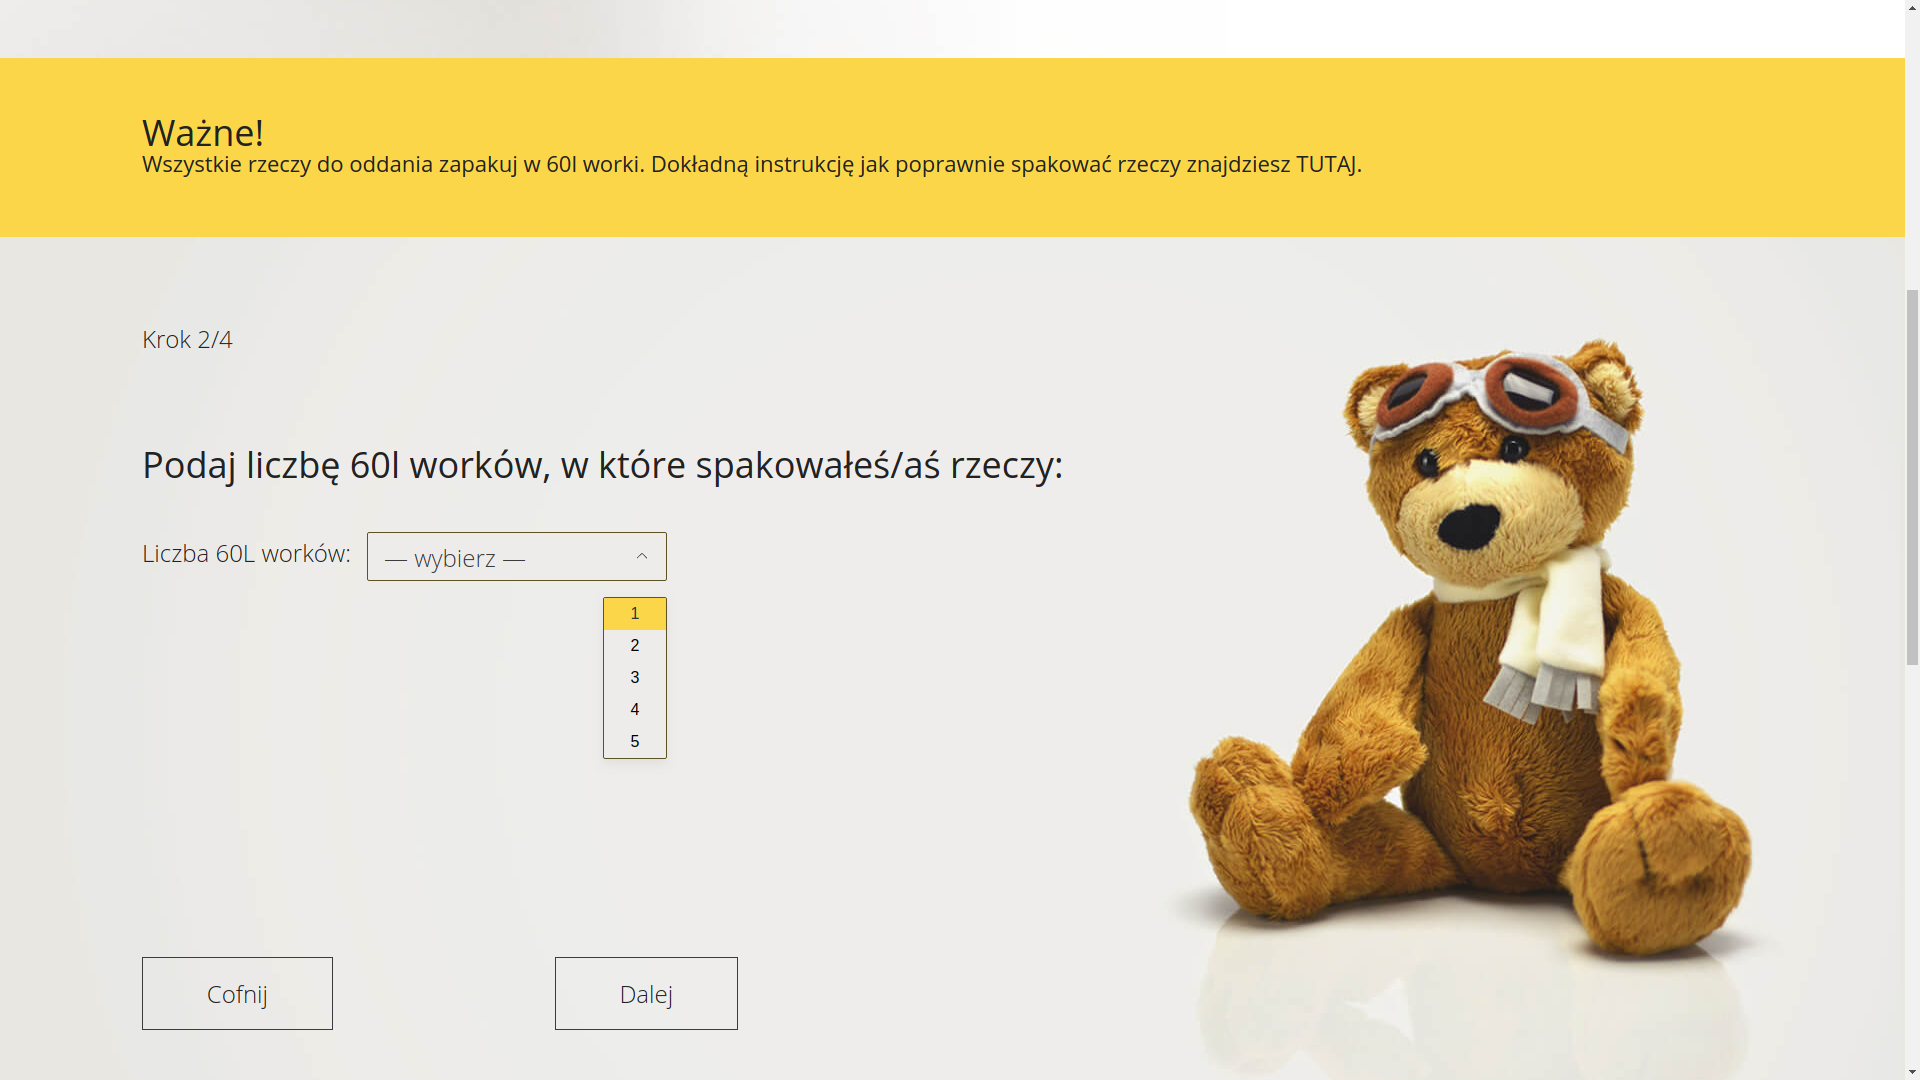 Ważne!
Wszystkie rzeczy do oddania zapakuj w 60l worki. Dokładną instrukcję jak poprawnie spakować rzeczy znajdziesz TUTAJ.
Krok 2/4
Podaj liczbę 60l worków, w które spakowałeś/aś rzeczy:
Liczba 60L worków:
— wybierz —
1
2
3
4
5
Cofnij
Dalej